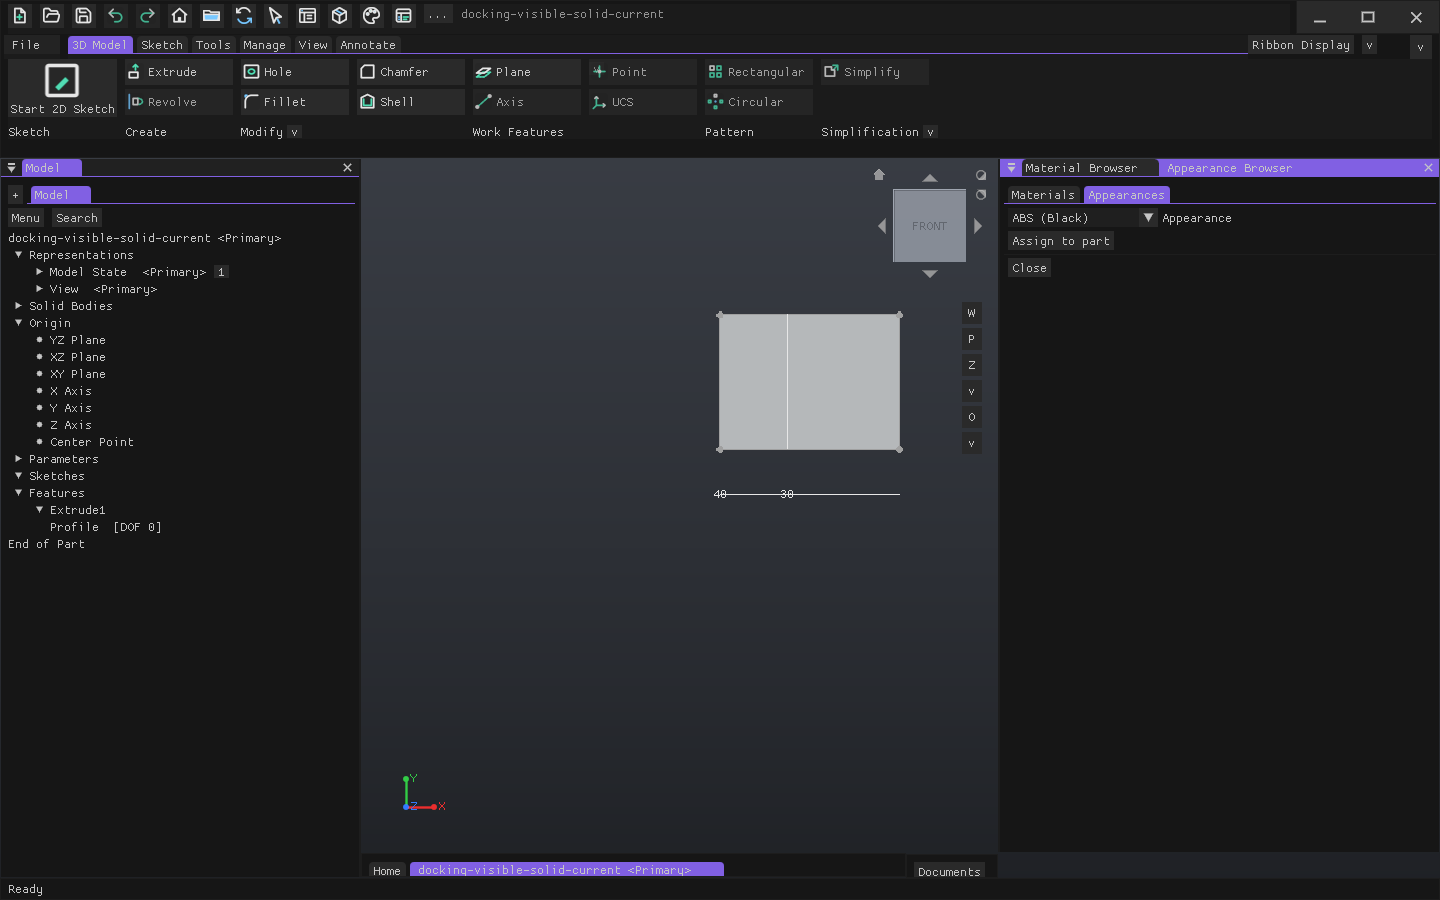 ... docking-visible-solid-current
File 3D Model Sketch Tools Manage View Annotate Ribbon Display v v
Start 2D Sketch Extrude Hole Chamfer Plane Point Rectangular Simplify
Revolve Fillet Shell Axis UCS Circular
Sketch Create Modify v Work Features Pattern Simplification v
Model
+ Model
Menu Search
docking-visible-solid-current <Primary>
Representations
Model State <Primary> 1
View <Primary>
Solid Bodies
Origin
YZ Plane
XZ Plane
XY Plane
X Axis
Y Axis
Z Axis
Center Point
Parameters
Sketches
Features
Extrude1
Profile [DOF 0]
End of Part
FRONT
W
P
Z
v
O
v
40 30
Y
Z X
Home docking-visible-solid-current <Primary> Documents
Material Browser Appearance Browser
Materials Appearances
ABS (Black) Appearance
Assign to part
Close
Ready